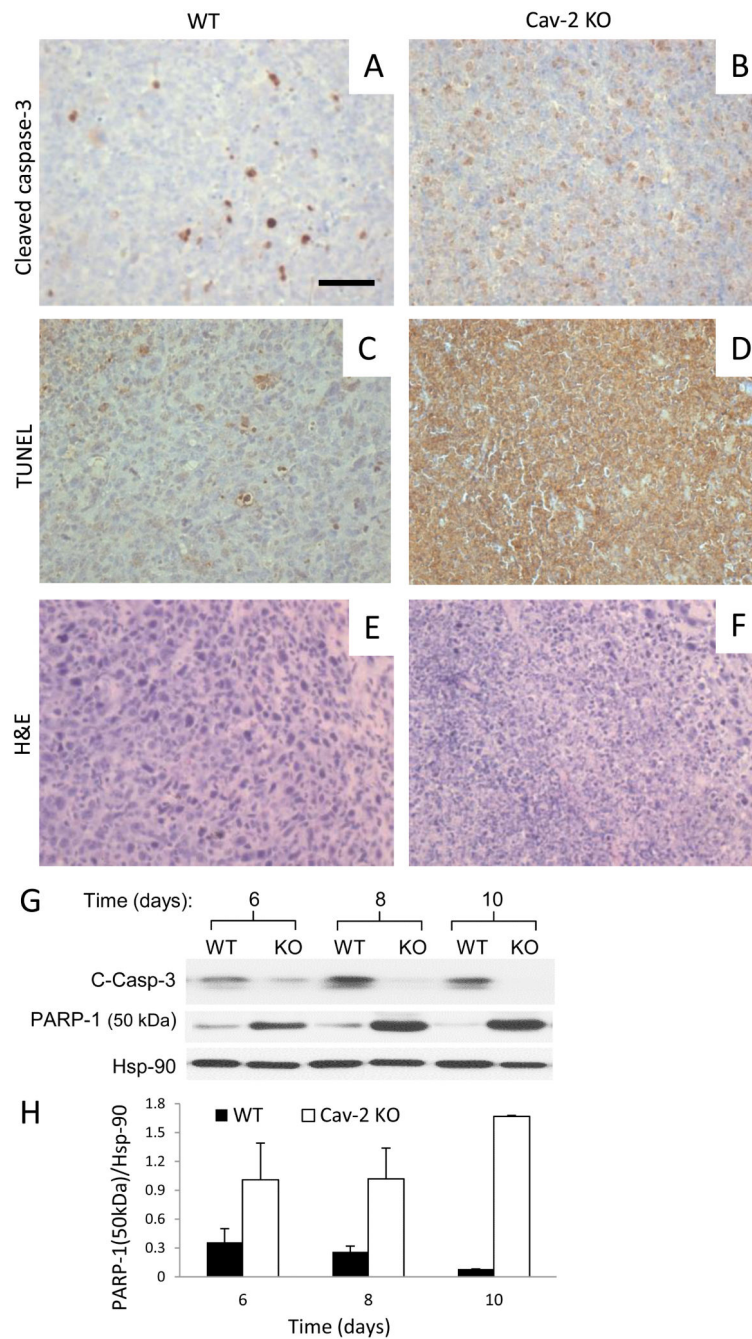 WT Cav-2 KO
A B
Cleaved caspase-3
C D
TUNEL
E F
H&E
G Time (days): 6 8 10
WT KO WT KO WT KO
C-Casp-3
PARP-1 (50 kDa)
Hsp-90
H
PARP-1(50kDa)/Hsp-90
1.8
1.5
1.2
0.9
0.6
0.3
0
WT Cav-2 KO
6 8 10
Time (days)